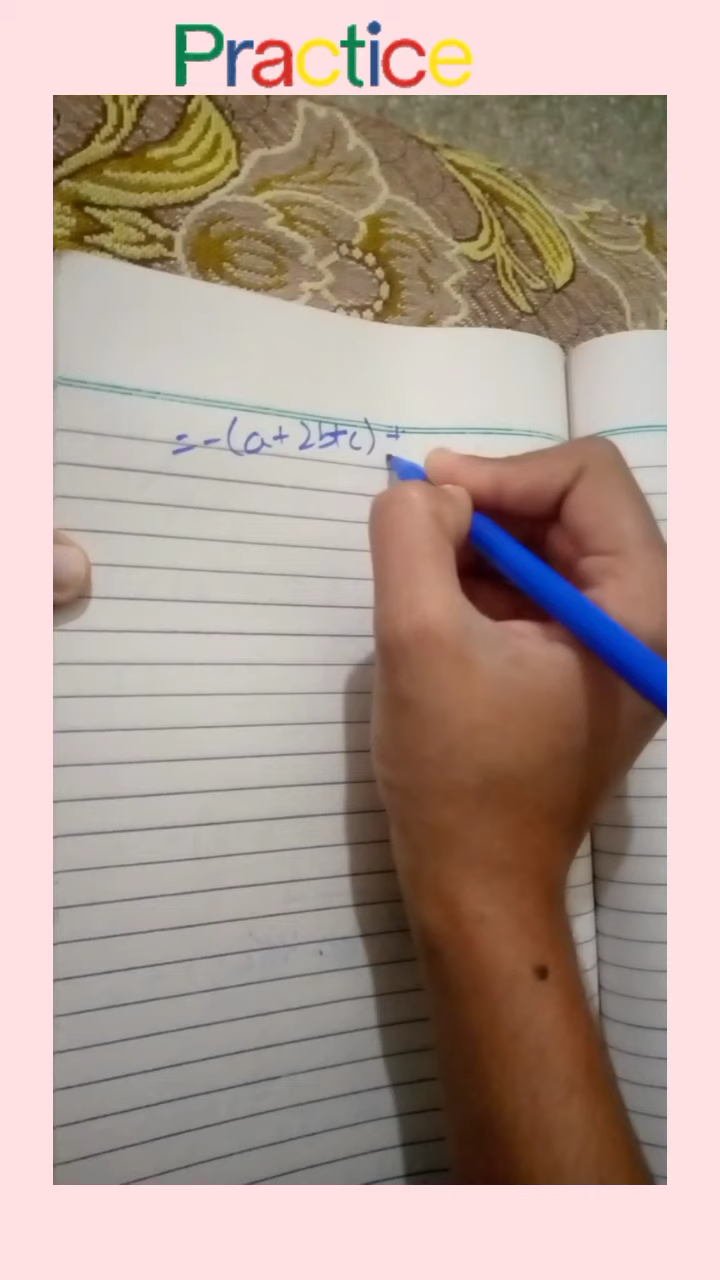 Practice
= -(a+2b+c) +